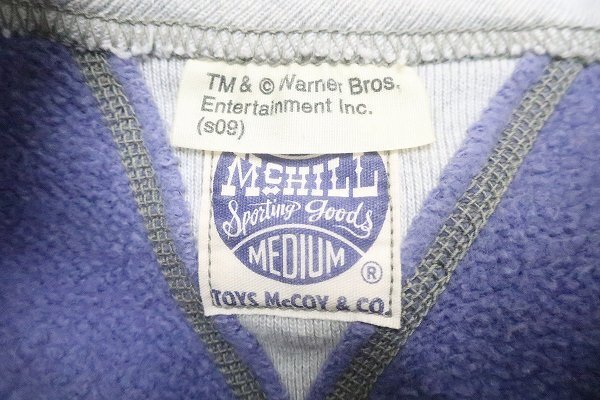 TM & © Warner Bros.
Entertainment Inc.
(s09)
McHILL
Sporting Goods
MEDIUM
®
TOYS McCOY & CO.